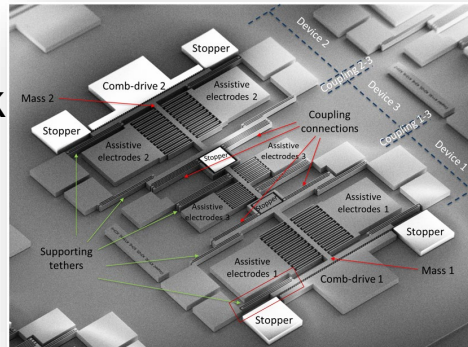 Stopper
Device 2
Comb-drive 2
Coupling 2-3
Mass 2
Assistive
electrodes 2
Device 3
Stopper
Coupling
connections
Coupling 1-3
Assistive
electrodes 2
Stopper
Assistive
electrodes 3
Device 1
Assistive
electrodes 3
Stopper
Assistive
electrodes 1
Supporting
tethers
Stopper
Assistive
electrodes 1
Mass 1
Comb-drive 1
Stopper